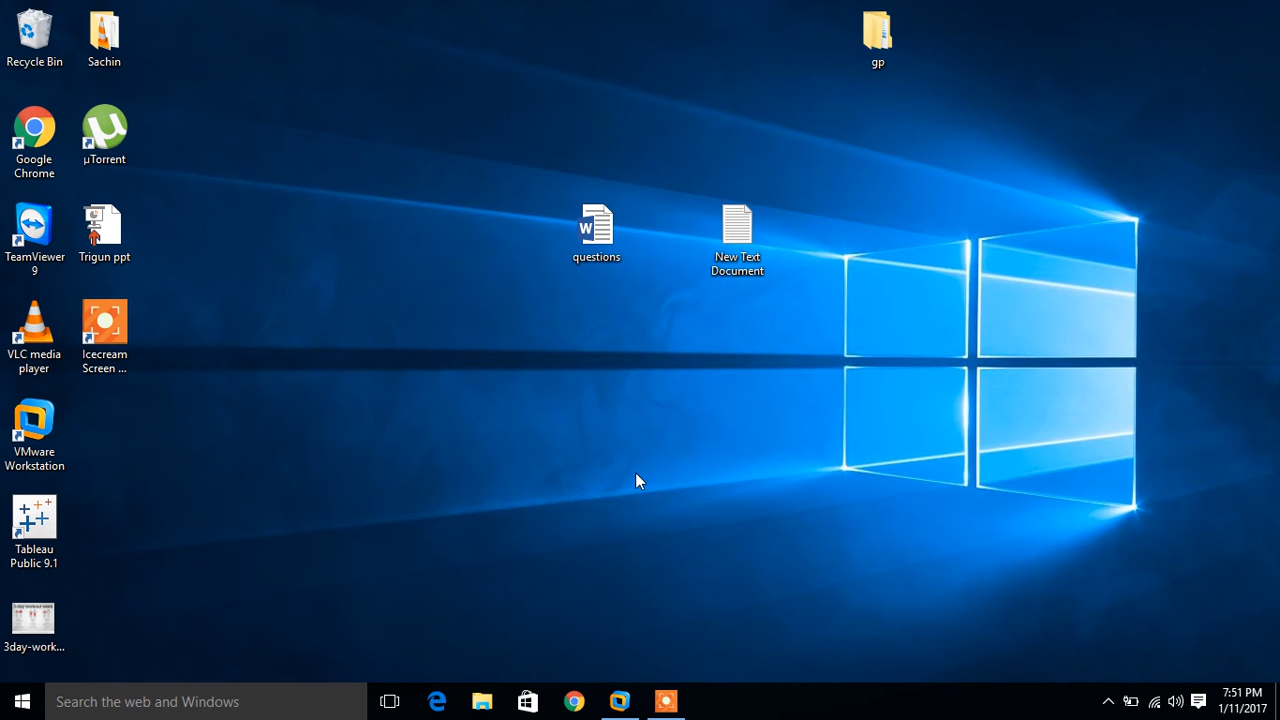 Recycle Bin
Sachin
gp
Google
Chrome
µTorrent
TeamViewer
9
Trigun ppt
questions
New Text
Document
VLC media
player
Icecream
Screen ...
VMware
Workstation
Tableau
Public 9.1
3day-work...
Search the web and Windows
7:51 PM
1/11/2017